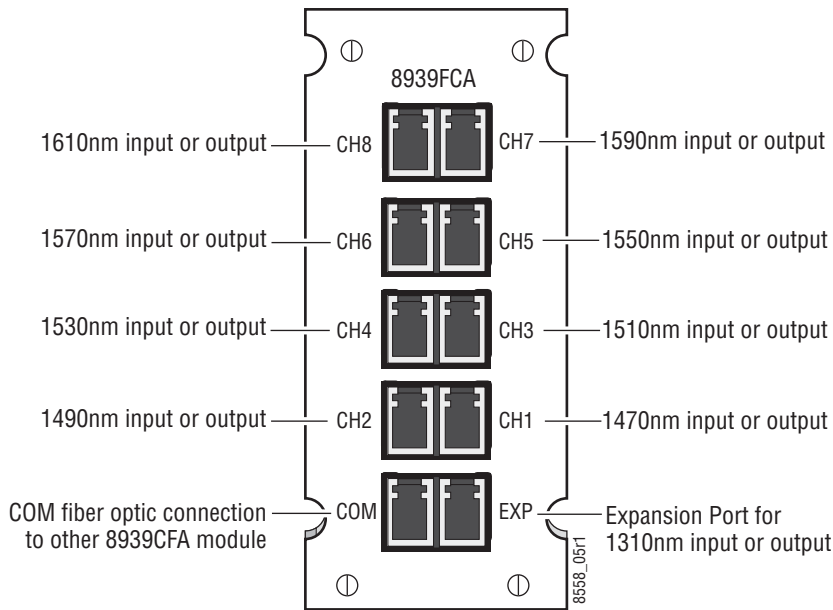 8939FCA
1610nm input or output
CH8
CH7
1590nm input or output
1570nm input or output
CH6
CH5
1550nm input or output
1530nm input or output
CH4
CH3
1510nm input or output
1490nm input or output
CH2
CH1
1470nm input or output
COM fiber optic connection
to other 8939CFA module
COM
EXP
Expansion Port for
1310nm input or output
8558_05r1